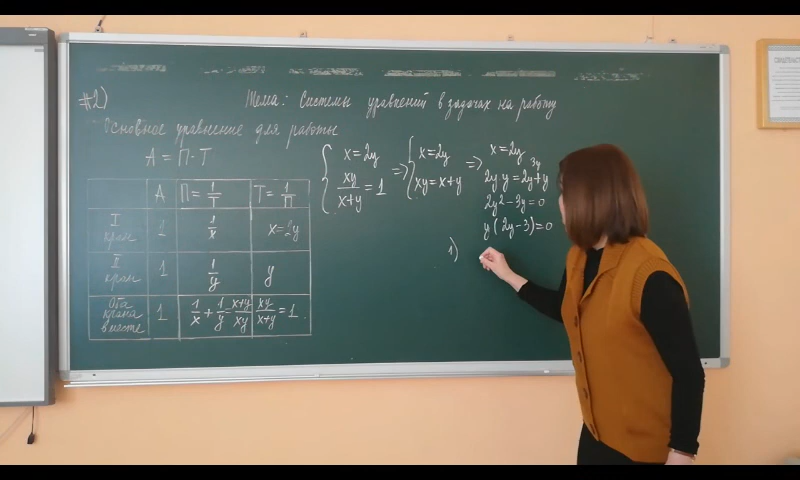 #2)
Тема: Системы уравнений в задачах на работу
Основное уравнение для работы
A = П · T
A П = 1/T T = 1/П
I кран 1 1/x x = 2y
II кран 1 1/y y
Оба крана вместе 1 1/x + 1/y = x+y/xy xy/x+y = 1
{ x = 2y
xy/x+y = 1
=> { x = 2y
xy = x + y
=> x = 2y
3y
2y · y = 2y + y
2y² - 3y = 0
y (2y - 3) = 0
1)